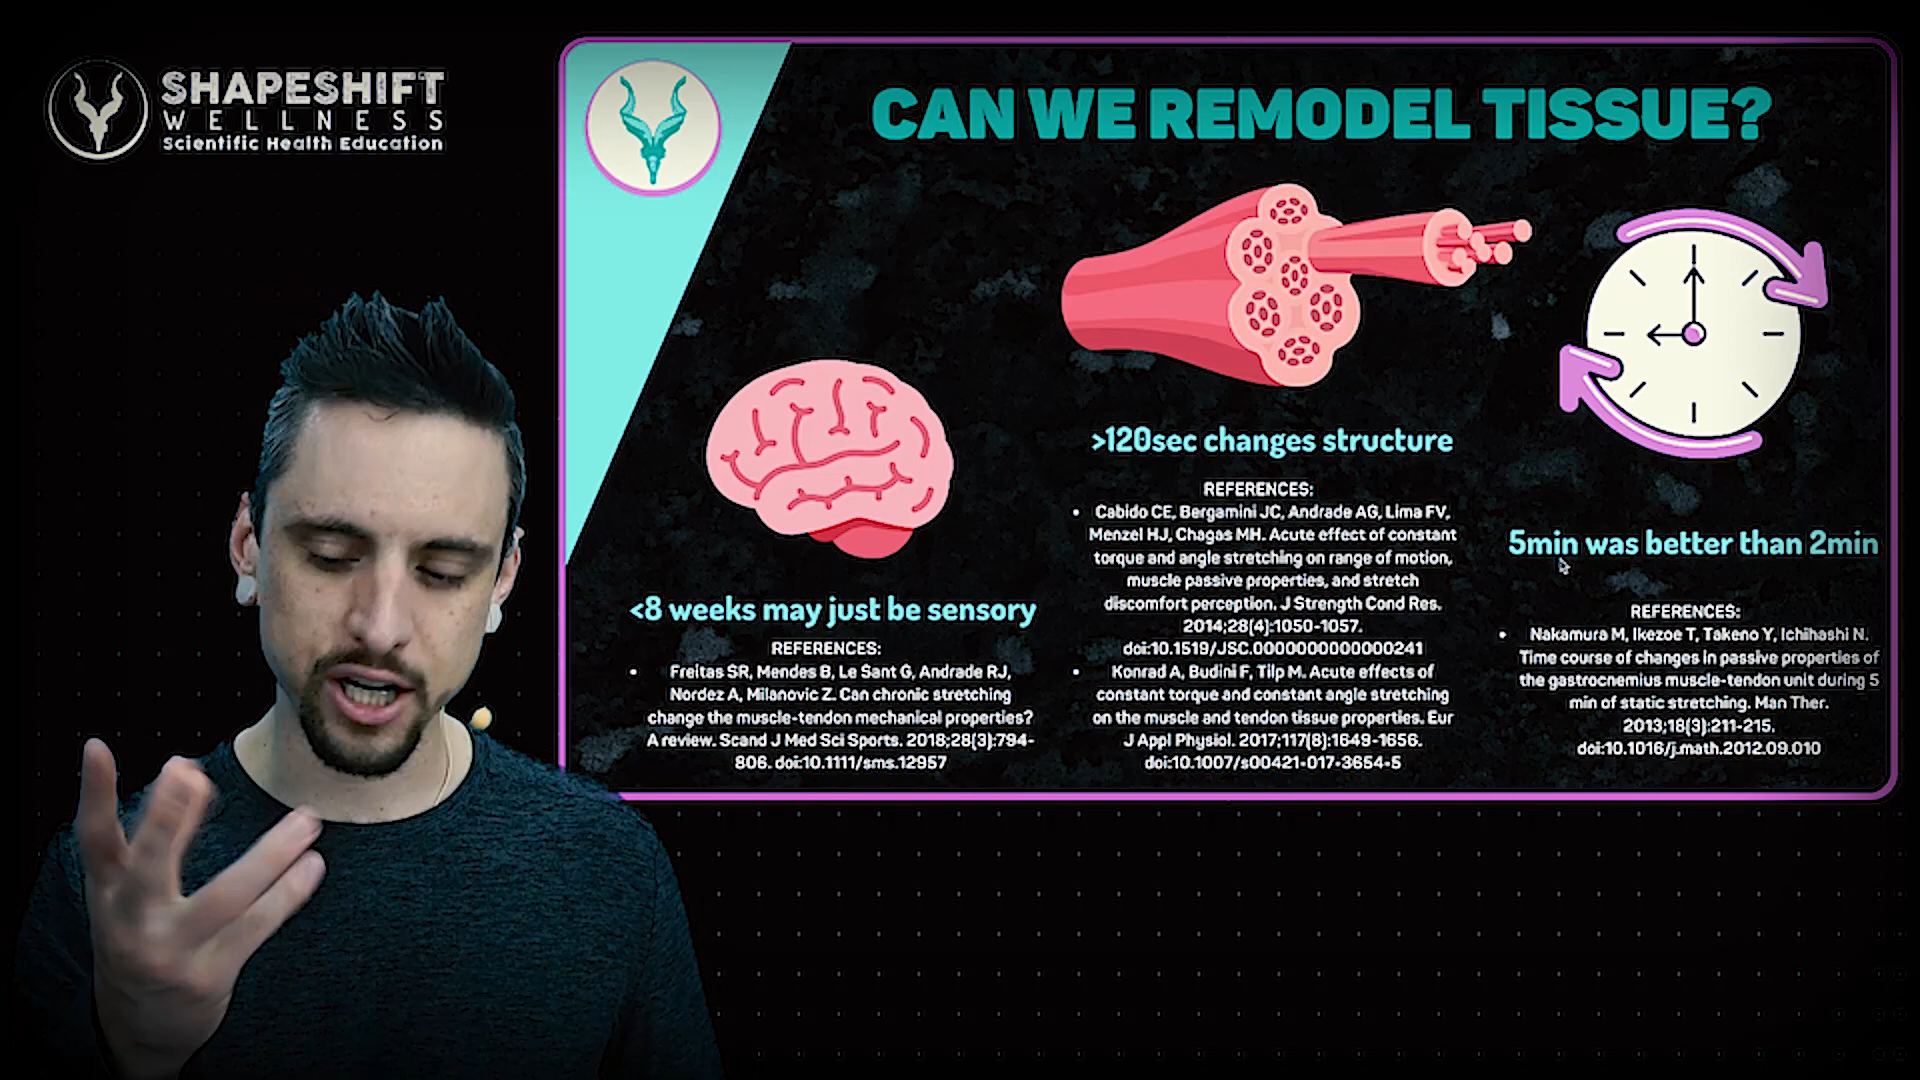 SHAPESHIFT
WELLNESS
Scientific Health Education
CAN WE REMODEL TISSUE?
<8 weeks may just be sensory
REFERENCES:
• Freitas SR, Mendes B, Le Sant G, Andrade RJ,
Nordez A, Milanovic Z. Can chronic stretching
change the muscle-tendon mechanical properties?
A review. Scand J Med Sci Sports. 2018;28(3):794-
806. doi:10.1111/sms.12957
>120sec changes structure
REFERENCES:
• Cabido CE, Bergamini JC, Andrade AG, Lima FV,
Menzel HJ, Chagas MH. Acute effect of constant
torque and angle stretching on range of motion,
muscle passive properties, and stretch
discomfort perception. J Strength Cond Res.
2014;28(4):1050-1057.
doi:10.1519/JSC.0000000000000241
• Konrad A, Budini F, Tilp M. Acute effects of
constant torque and constant angle stretching
on the muscle and tendon tissue properties. Eur
J Appl Physiol. 2017;117(8):1649-1656.
doi:10.1007/s00421-017-3654-5
5min was better than 2min
REFERENCES:
• Nakamura M, Ikezoe T, Takeno Y, Ichihashi N.
Time course of changes in passive properties of
the gastrocnemius muscle-tendon unit during 5
min of static stretching. Man Ther.
2013;18(3):211-215.
doi:10.1016/j.math.2012.09.010